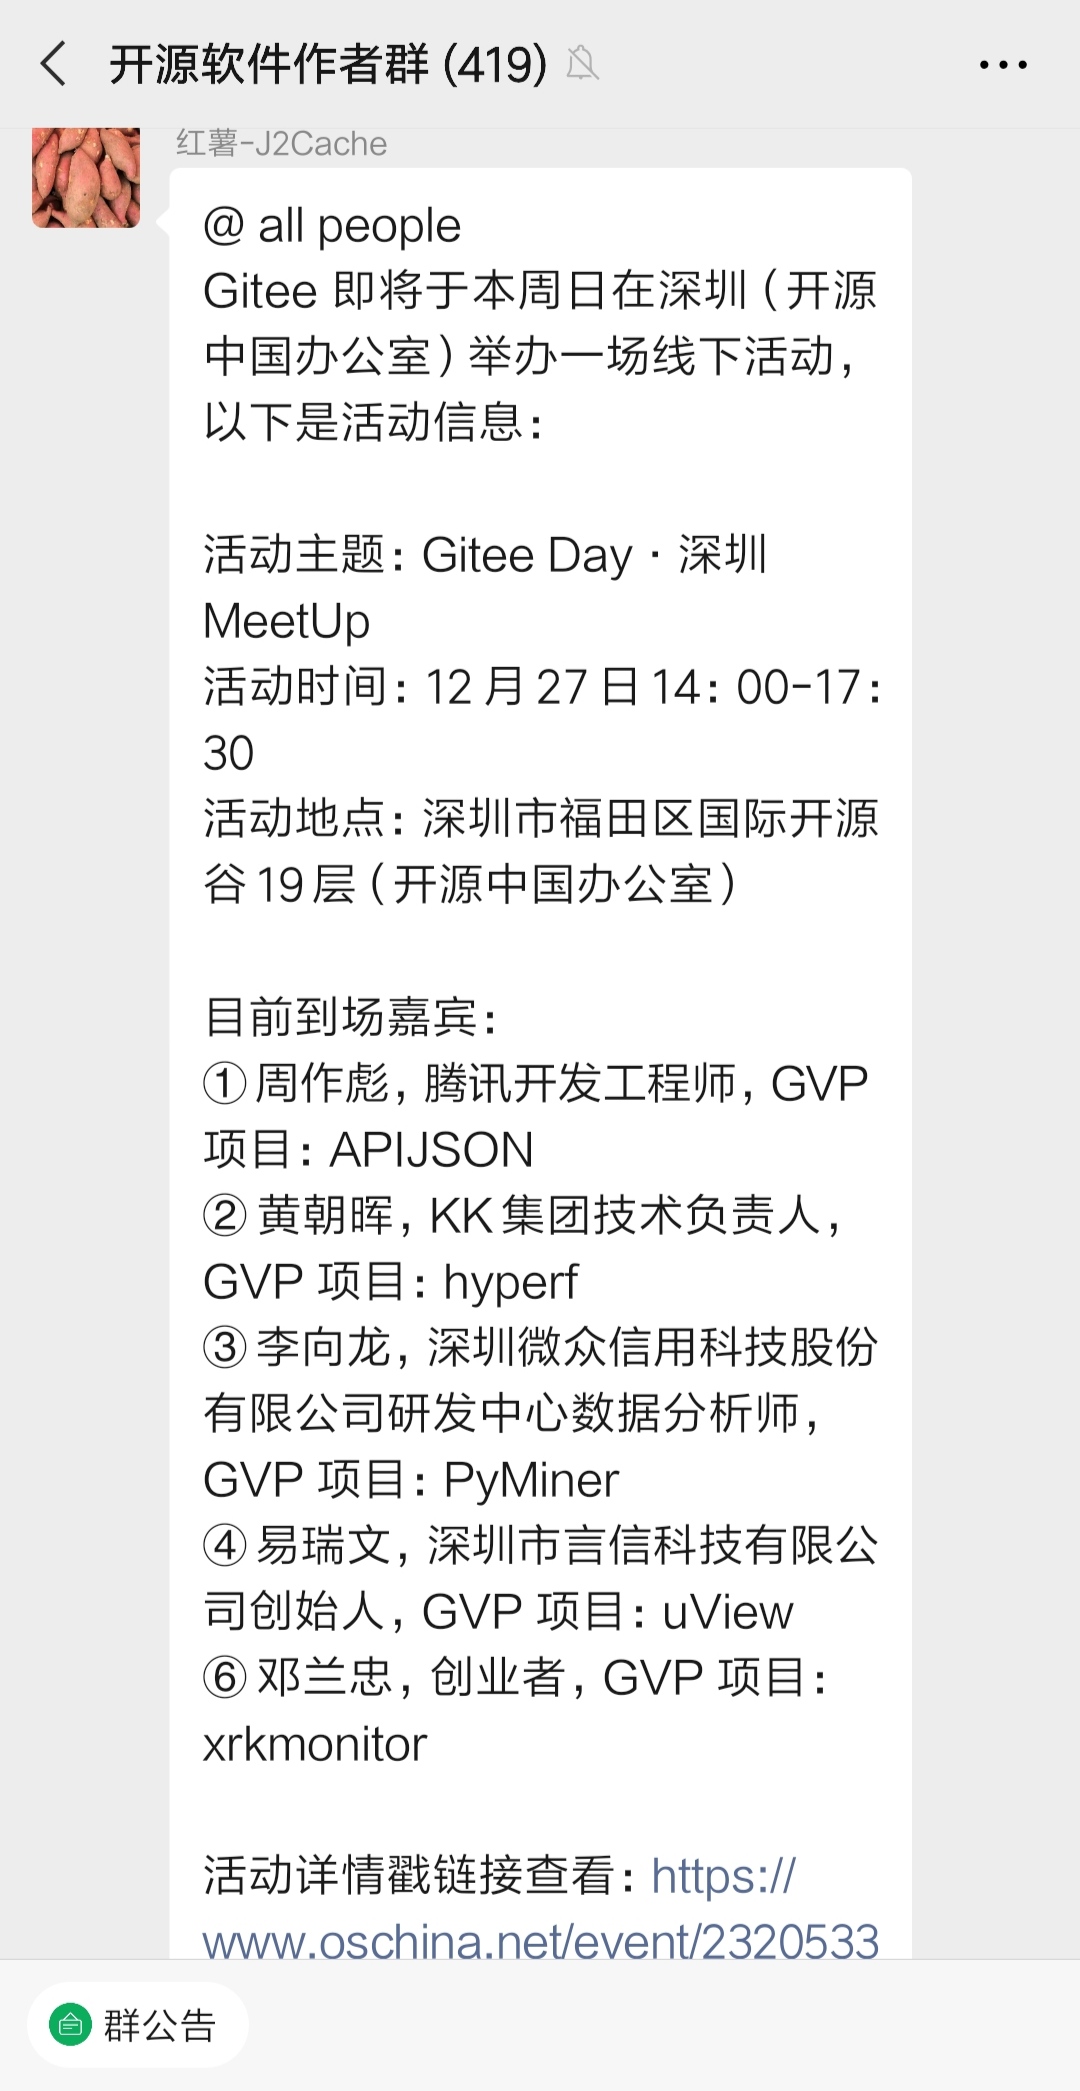 开源软件作者群 (419)
红薯-J2Cache
@ all people
Gitee 即将于本周日在深圳（开源
中国办公室）举办一场线下活动，
以下是活动信息：
活动主题：Gitee Day · 深圳
MeetUp
活动时间：12 月 27 日 14：00-17：
30
活动地点：深圳市福田区国际开源
谷 19 层（开源中国办公室）
目前到场嘉宾：
① 周作彪，腾讯开发工程师，GVP
项目：APIJSON
② 黄朝晖，KK 集团技术负责人，
GVP 项目：hyperf
③ 李向龙，深圳微众信用科技股份
有限公司研发中心数据分析师，
GVP 项目：PyMiner
④ 易瑞文，深圳市言信科技有限公
司创始人，GVP 项目：uView
⑥ 邓兰忠，创业者，GVP 项目：
xrkmonitor
活动详情戳链接查看：https://
www.oschina.net/event/2320533
群公告